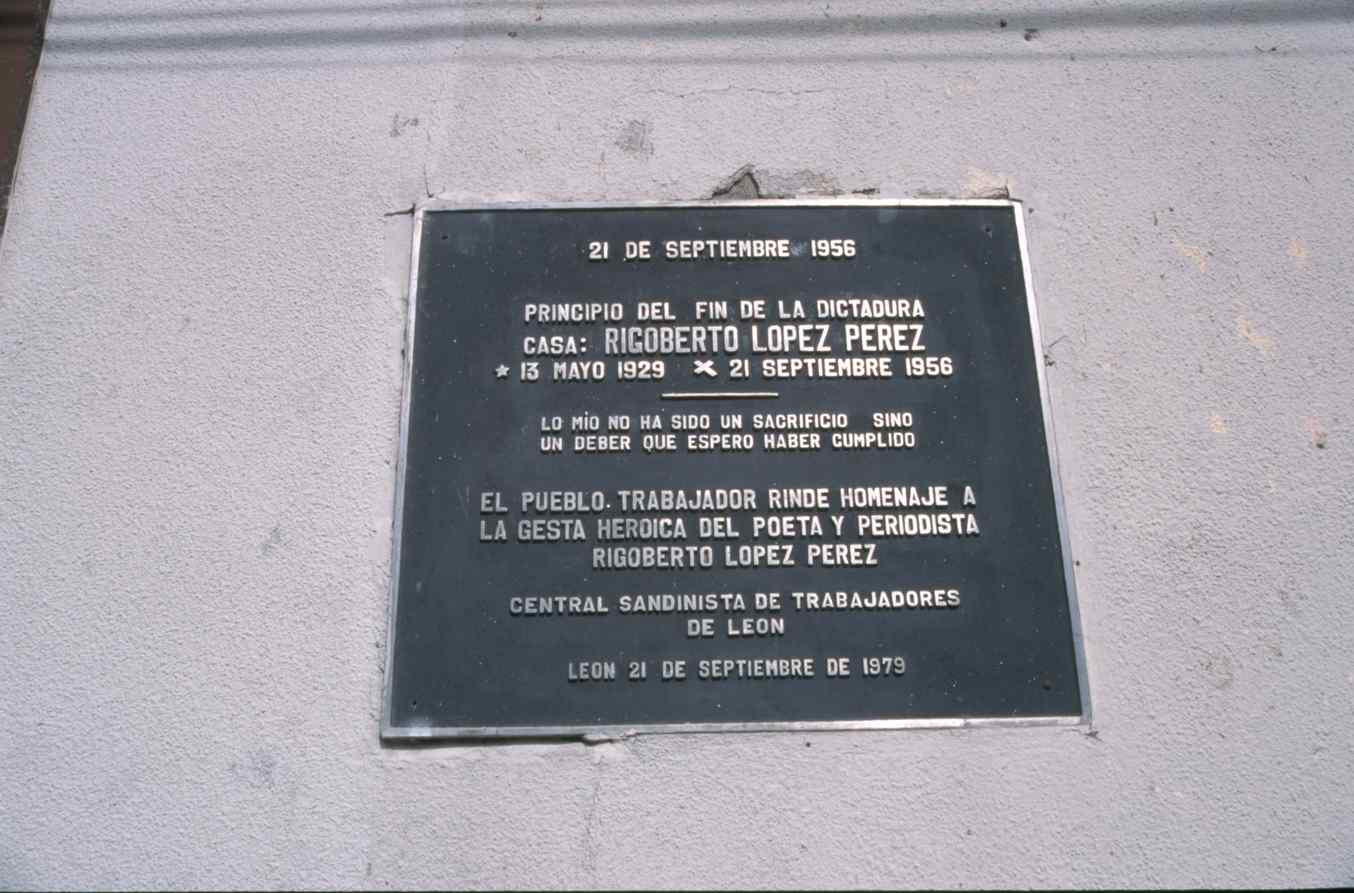 21 DE SEPTIEMBRE 1956
PRINCIPIO DEL FIN DE LA DICTADURA
CASA: RIGOBERTO LOPEZ PEREZ
* 13 MAYO 1929 × 21 SEPTIEMBRE 1956
LO MIO NO HA SIDO UN SACRIFICIO SINO
UN DEBER QUE ESPERO HABER CUMPLIDO
EL PUEBLO. TRABAJADOR RINDE HOMENAJE A
LA GESTA HEROICA DEL POETA Y PERIODISTA
RIGOBERTO LOPEZ PEREZ
CENTRAL SANDINISTA DE TRABAJADORES
DE LEON
LEON 21 DE SEPTIEMBRE DE 1979